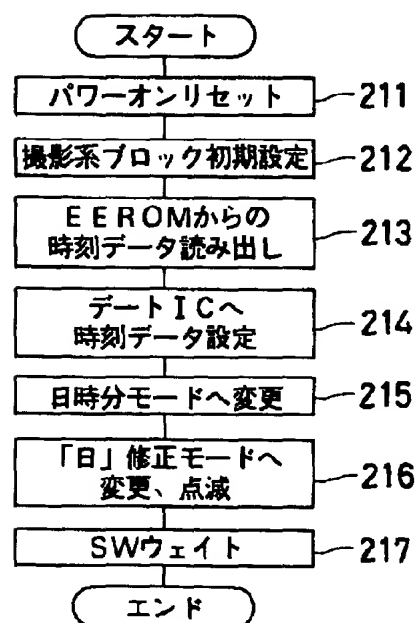 スタート
パワーオンリセット 211
撮影系ブロック初期設定 212
EEROMからの
時刻データ読み出し 213
デートICへ
時刻データ設定 214
日時分モードへ変更 215
「日」修正モードへ
変更、点滅 216
SWウェイト 217
エンド